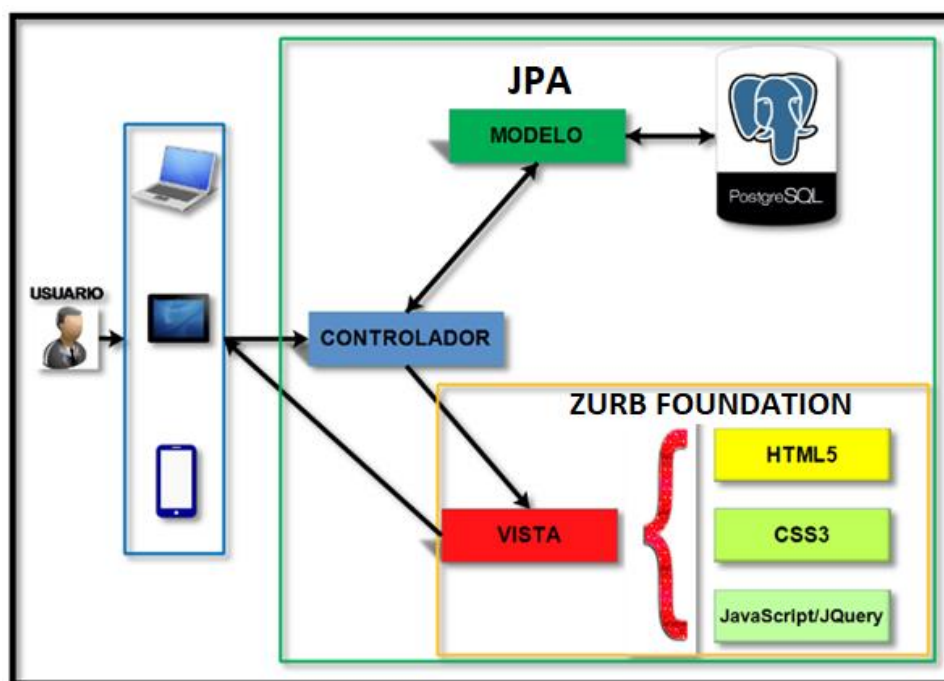 JPA
MODELO
PostgreSQL
USUARIO
CONTROLADOR
ZURB FOUNDATION
HTML5
VISTA
CSS3
JavaScript/JQuery